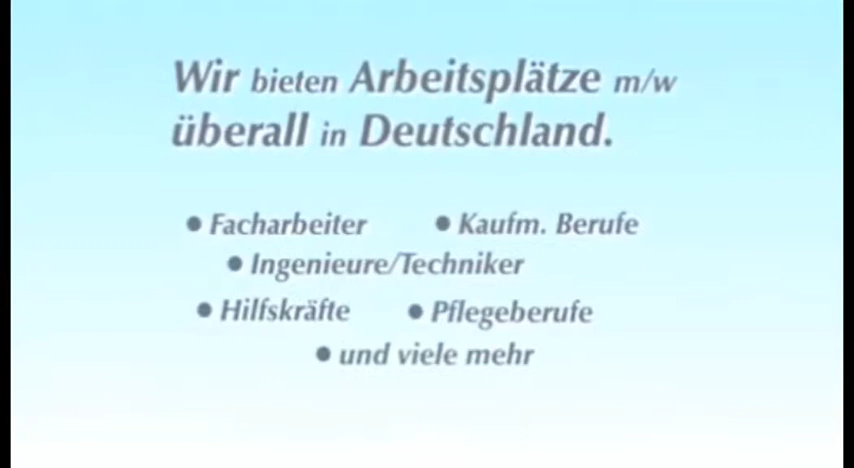 Wir bieten Arbeitsplätze m/w
überall in Deutschland.
● Facharbeiter ● Kaufm. Berufe
● Ingenieure/Techniker
● Hilfskräfte ● Pflegeberufe
● und viele mehr